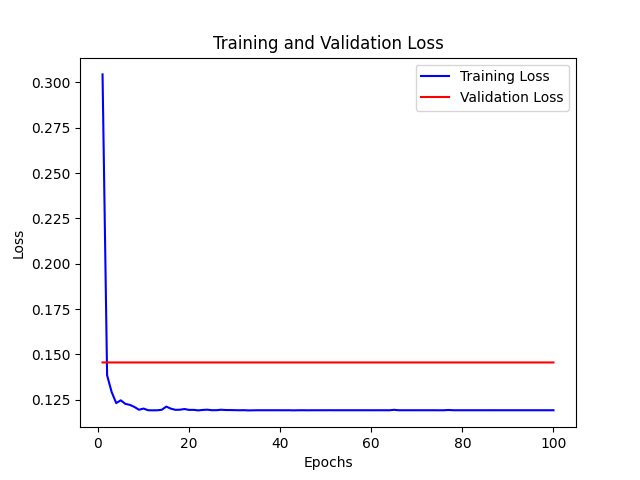 Training and Validation Loss
Training Loss
Validation Loss
0.300
0.275
0.250
0.225
0.200
0.175
0.150
0.125
Loss
0
20
40
60
80
100
Epochs